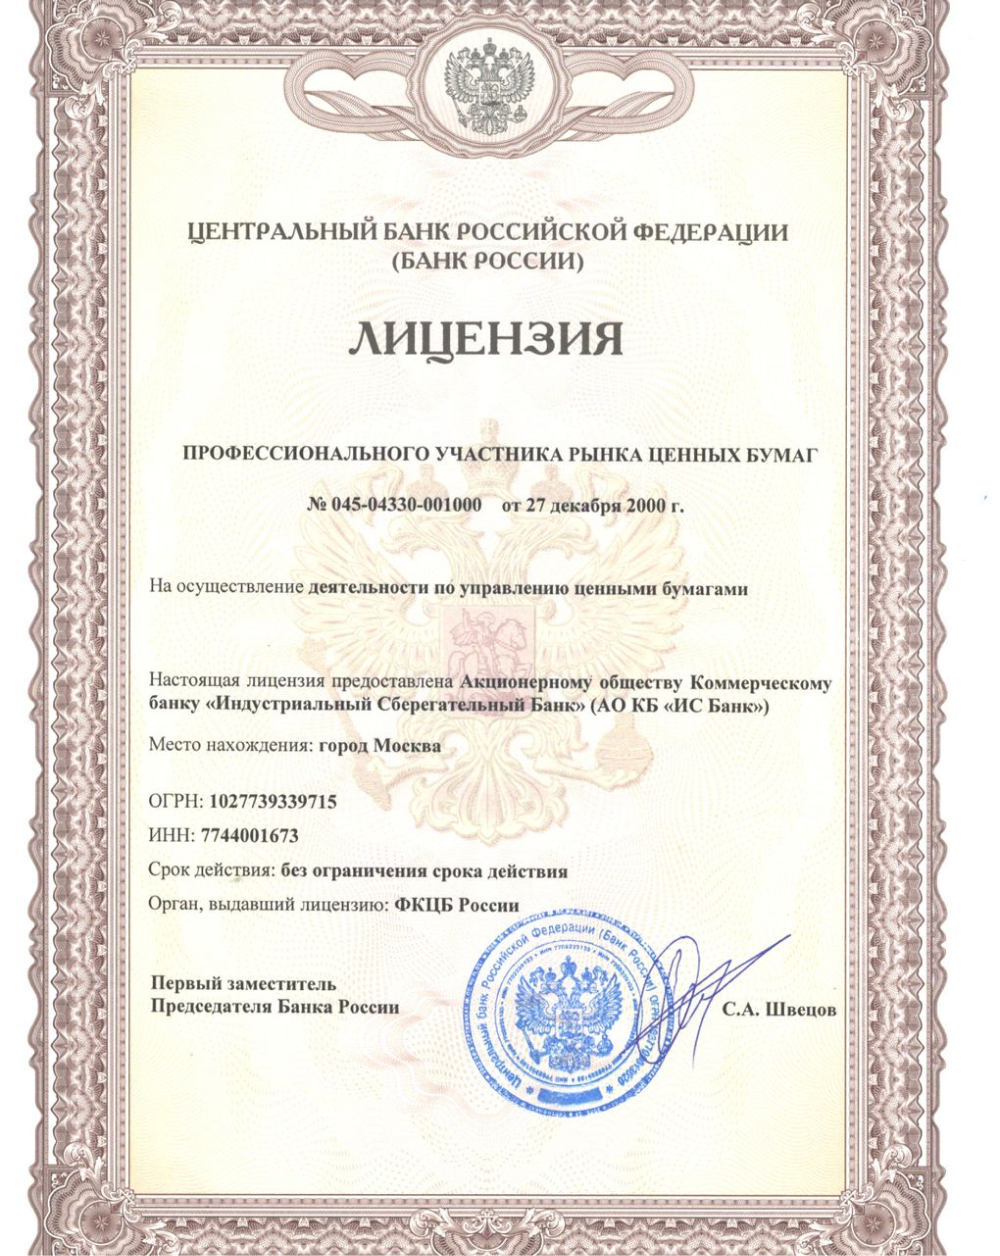 ЦЕНТРАЛЬНЫЙ БАНК РОССИЙСКОЙ ФЕДЕРАЦИИ
(БАНК РОССИИ)
ЛИЦЕНЗИЯ
ПРОФЕССИОНАЛЬНОГО УЧАСТНИКА РЫНКА ЦЕННЫХ БУМАГ
№ 045-04330-001000 от 27 декабря 2000 г.
На осуществление деятельности по управлению ценными бумагами
Настоящая лицензия предоставлена Акционерному обществу Коммерческому
банку «Индустриальный Сберегательный Банк» (АО КБ «ИС Банк»)
Место нахождения: город Москва
ОГРН: 1027739339715
ИНН: 7744001673
Срок действия: без ограничения срока действия
Орган, выдавший лицензию: ФКЦБ России
Первый заместитель
Председателя Банка России
С.А. Швецов
Центральный банк Российской Федерации (Банк России)